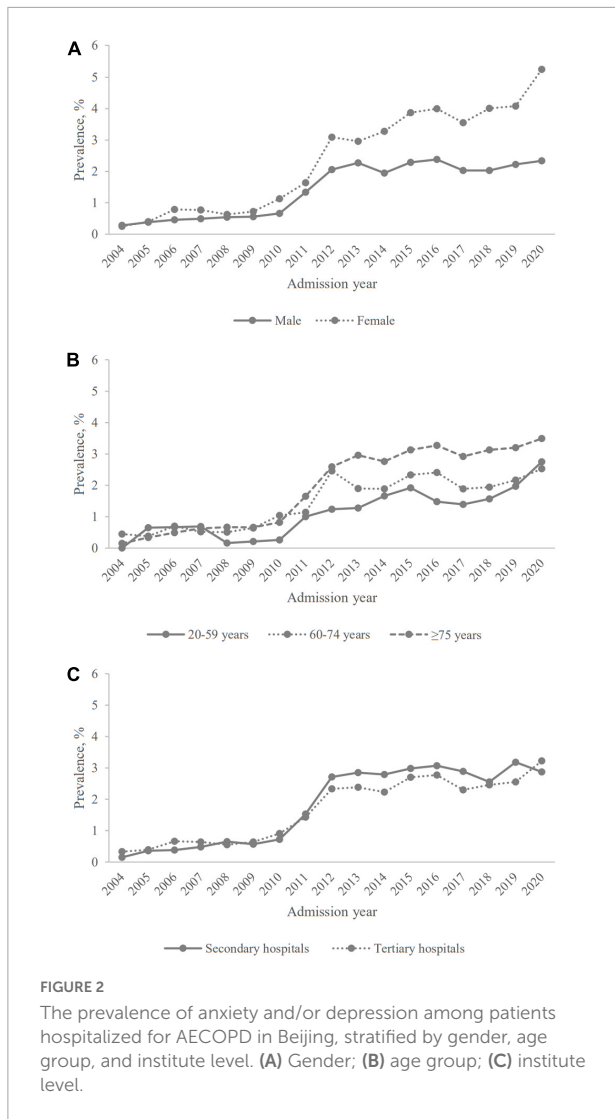 A
6
5
4
3
2
1
0
Prevalence, %
2004 2005 2006 2007 2008 2009 2010 2011 2012 2013 2014 2015 2016 2017 2018 2019 2020
Admission year
Male Female
B
6
5
4
3
2
1
0
Prevalence, %
2004 2005 2006 2007 2008 2009 2010 2011 2012 2013 2014 2015 2016 2017 2018 2019 2020
Admission year
20-59 years 60-74 years ≥75 years
C
6
5
4
3
2
1
0
Prevalence, %
2004 2005 2006 2007 2008 2009 2010 2011 2012 2013 2014 2015 2016 2017 2018 2019 2020
Admission year
Secondary hospitals Tertiary hospitals
FIGURE 2
The prevalence of anxiety and/or depression among patients
hospitalized for AECOPD in Beijing, stratified by gender, age
group, and institute level. (A) Gender; (B) age group; (C) institute
level.